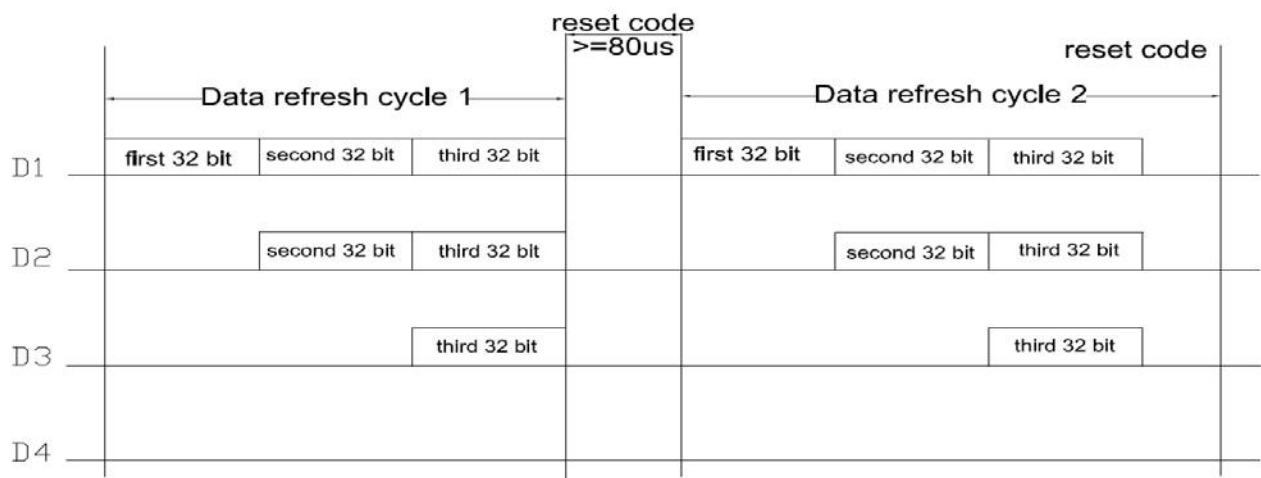 reset code
>=80us
reset code
Data refresh cycle 1
Data refresh cycle 2
D1
first 32 bit
second 32 bit
third 32 bit
first 32 bit
second 32 bit
third 32 bit
D2
second 32 bit
third 32 bit
second 32 bit
third 32 bit
D3
third 32 bit
third 32 bit
D4